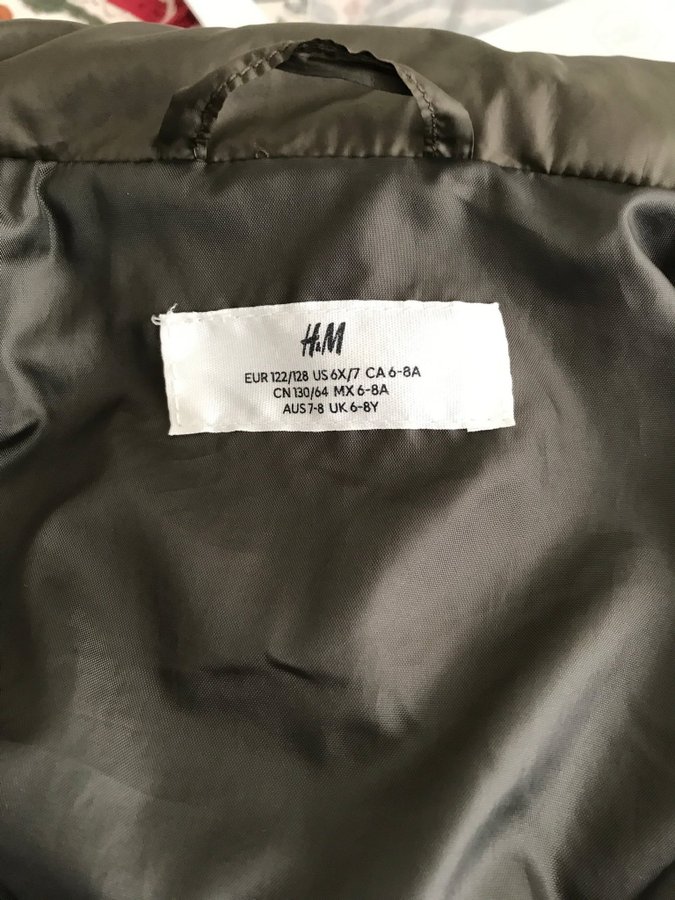 H&M
EUR 122/128 US 6X/7 CA 6-8A
CN 130/64 MX 6-8A
AUS 7-8 UK 6-8Y